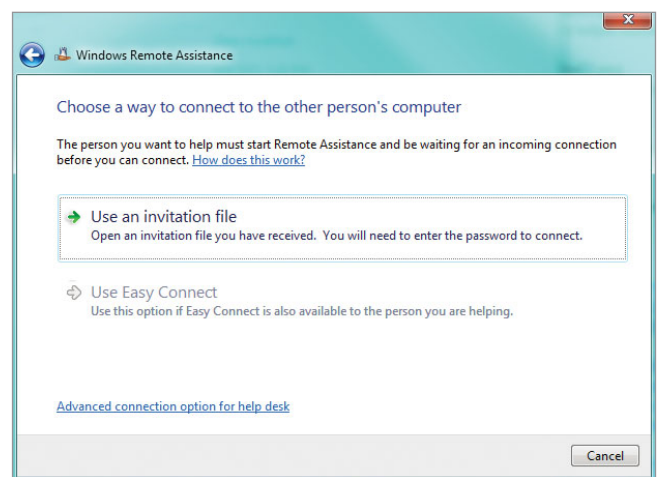 Windows Remote Assistance
Choose a way to connect to the other person's computer
The person you want to help must start Remote Assistance and be waiting for an incoming connection
before you can connect. How does this work?
Use an invitation file
Open an invitation file you have received. You will need to enter the password to connect.
Use Easy Connect
Use this option if Easy Connect is also available to the person you are helping.
Advanced connection option for help desk
Cancel